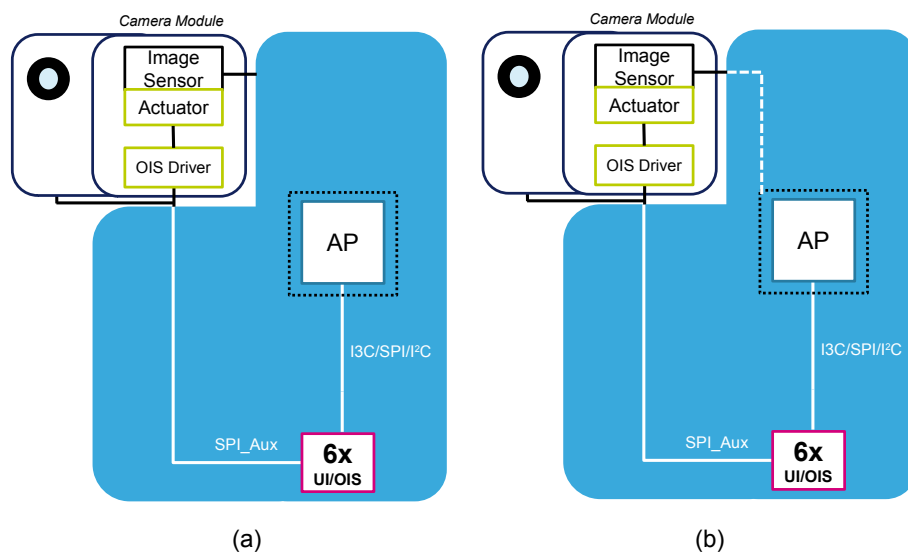 Camera Module
Image
Sensor
Actuator
OIS Driver
AP
I3C/SPI/I²C
SPI_Aux
6x
UI/OIS
(a)
Camera Module
Image
Sensor
Actuator
OIS Driver
AP
I3C/SPI/I²C
SPI_Aux
6x
UI/OIS
(b)